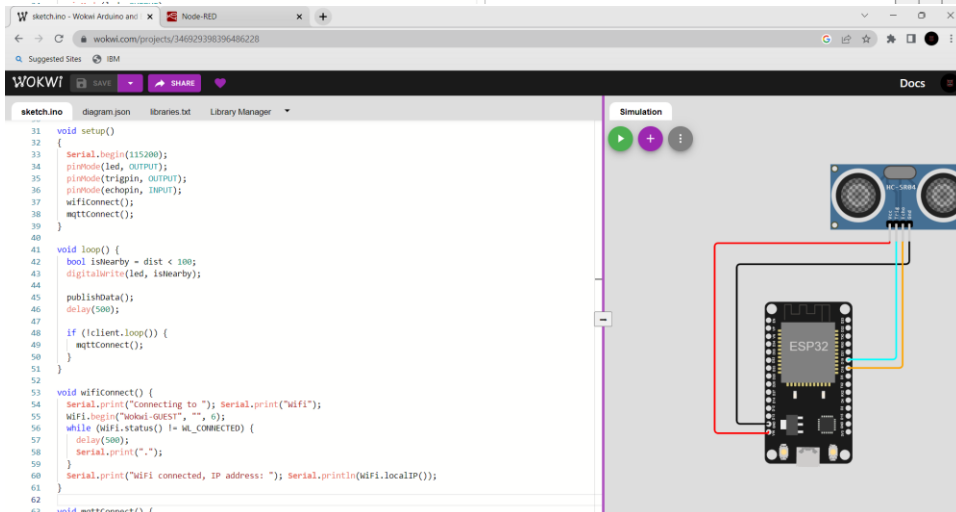 sketch.ino - Wokwi Arduino and
Node-RED
wokwi.com/projects/346929398396486228
Suggested Sites
IBM
WOKWI
SAVE
SHARE
Docs
sketch.ino
diagram.json
libraries.txt
Library Manager
Simulation
31 void setup()
32 {
33 Serial.begin(115200);
34 pinMode(led, OUTPUT);
35 pinMode(trigpin, OUTPUT);
36 pinMode(echopin, INPUT);
37 wifiConnect();
38 mqttConnect();
39 }
40
41 void loop() {
42 bool isNearby = dist < 100;
43 digitalWrite(led, isNearby);
44
45 publishData();
46 delay(500);
47
48 if (!client.loop()) {
49 mqttConnect();
50 }
51 }
52
53 void wifiConnect() {
54 Serial.print("Connecting to "); Serial.print("Wifi");
55 WiFi.begin("Wokwi-GUEST", "", 6);
56 while (WiFi.status() != WL_CONNECTED) {
57 delay(500);
58 Serial.print(".");
59 }
60 Serial.print("WiFi connected, IP address: "); Serial.println(WiFi.localIP());
61 }
62
63 void mqttConnect() {
HC-SR04
ESP32